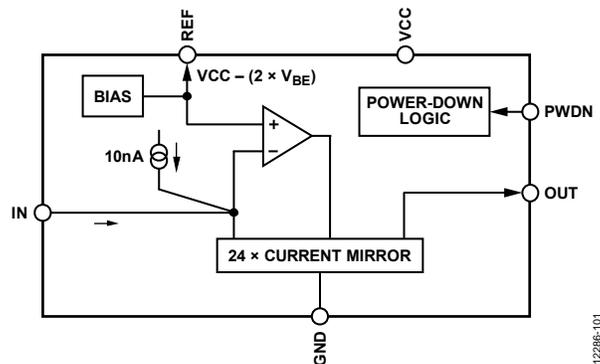 REF
VCC
VCC – (2 × VBE)
BIAS
POWER-DOWN
LOGIC
PWDN
+
–
10nA
OUT
IN
24 × CURRENT MIRROR
GND
12286-101